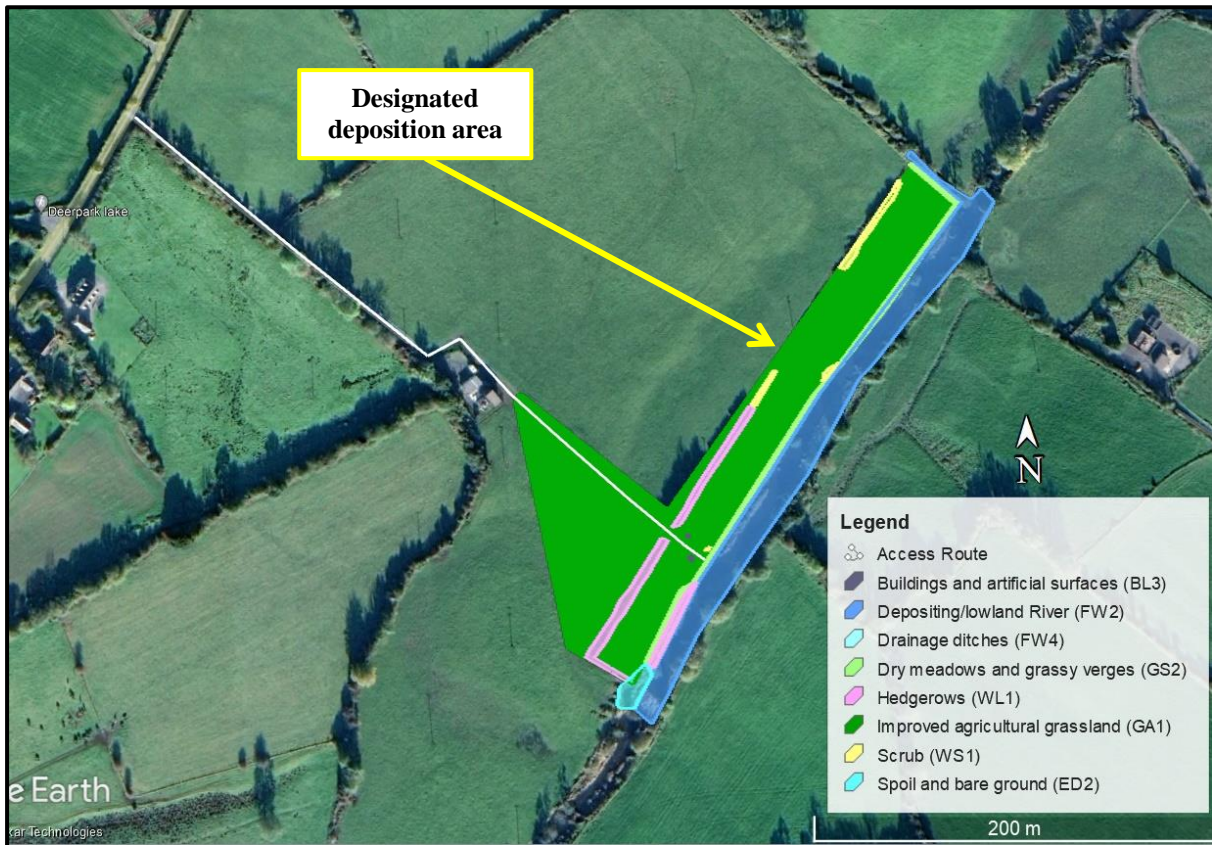 Designated
deposition area
Deerpark lake
N
Legend
Access Route
Buildings and artificial surfaces (BL3)
Depositing/lowland River (FW2)
Drainage ditches (FW4)
Dry meadows and grassy verges (GS2)
Hedgerows (WL1)
Improved agricultural grassland (GA1)
Scrub (WS1)
Spoil and bare ground (ED2)
e Earth
xar Technologies
200 m